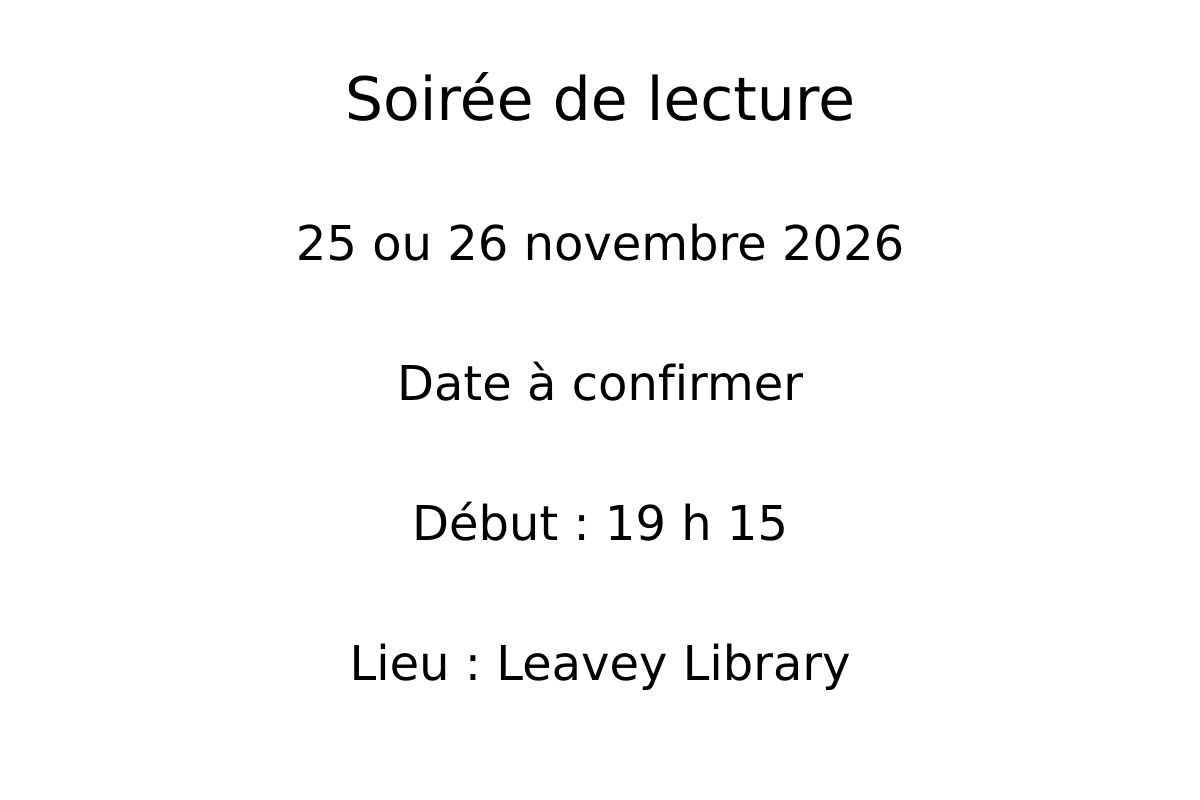 Soirée de lecture
25 ou 26 novembre 2026
Date à confirmer
Début : 19 h 15
Lieu : Leavey Library